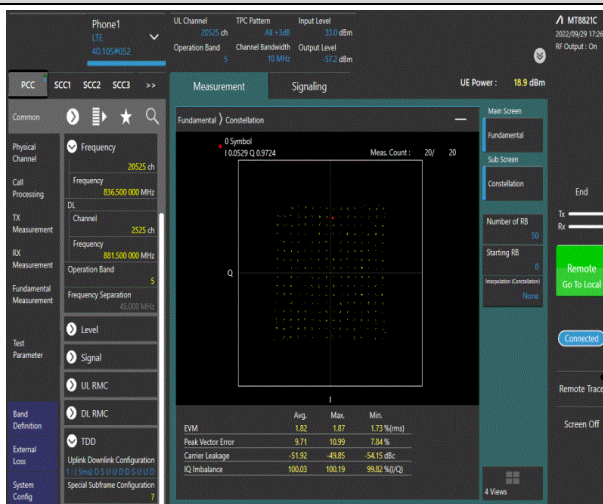 Phone1
LTE
40.105#052
UL Channel
TPC Pattern
Input Level
20525 ch
All +3dB
33.0 dBm
Operation Band
Channel Bandwidth
Output Level
5
10 MHz
-57.2 dBm
MT8821C
2022/09/29 17:26
RF Output : On
PCC
SCC1
SCC2
SCC3
>>
Measurement
Signaling
UE Power :
18.9 dBm
Common
Physical
Channel
Call
Processing
TX
Measurement
RX
Measurement
Fundamental
Measurement
Test
Parameter
Band
Definition
External
Loss
System
Config
Frequency
20525 ch
Frequency
836.500 000 MHz
DL
Channel
2525 ch
Frequency
881.500 000 MHz
Operation Band
5
Frequency Separation
45.000 MHz
Level
Signal
UL RMC
DL RMC
TDD
Uplink Downlink Configuration
1 : ( 5ms) D S U U D D S U U D
Special Subframe Configuration
7
Fundamental ⟩ Constellation
0 Symbol
I 0.0529 Q 0.9724
Meas. Count :
20/
20
Q
I
Avg.
Max.
Min.
EVM
1.82
1.87
1.73 %(rms)
Peak Vector Error
9.71
10.99
7.84 %
Carrier Leakage
-51.92
-49.85
-54.15 dBc
IQ Imbalance
100.03
100.19
99.82 %(I/Q)
Main Screen
Fundamental
Sub Screen
Constellation
Number of RB
50
Starting RB
0
Interpolation (Constellation)
None
4 Views
End
Tx
Rx
Remote
Go To Local
Connected
Remote Trace
Screen Off